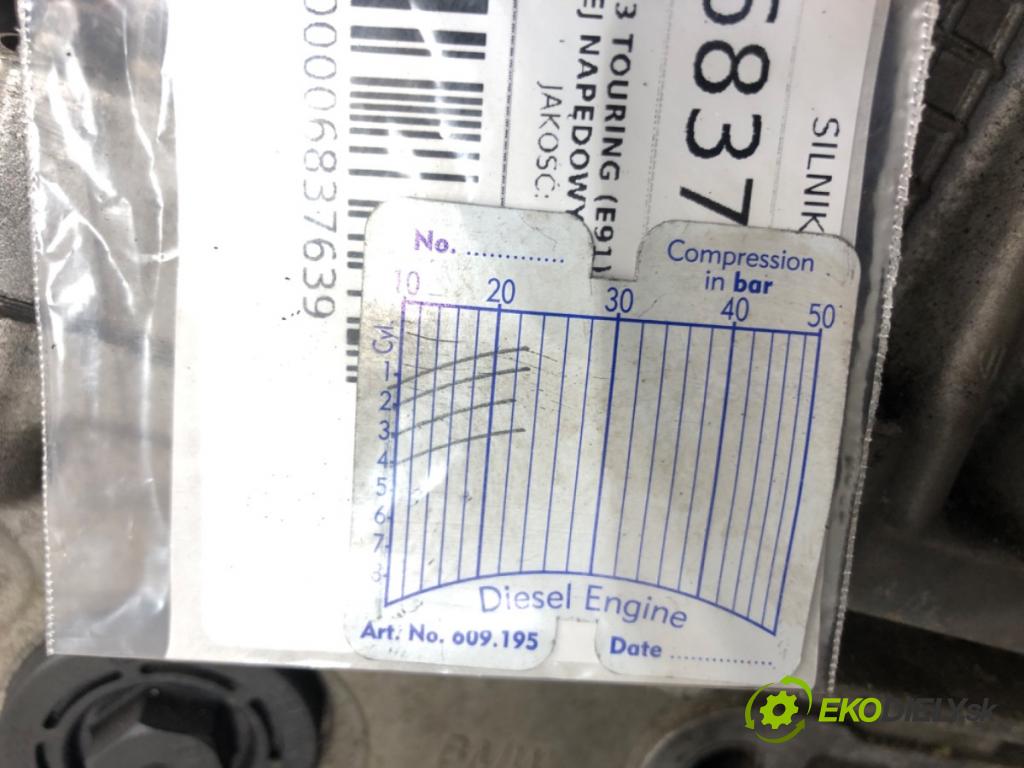 000006837639
3 TOURING (E91)
EJ NAPĘDOWY
JAKOŚĆ:
6837
SILNIK
No. ..............
Compression
in bar
10 20 30 40 50
Cyl.
1
2
3
4
5
6
7
8
Diesel Engine
Art. No. 609.195
Date ...............
EKODIELY.sk